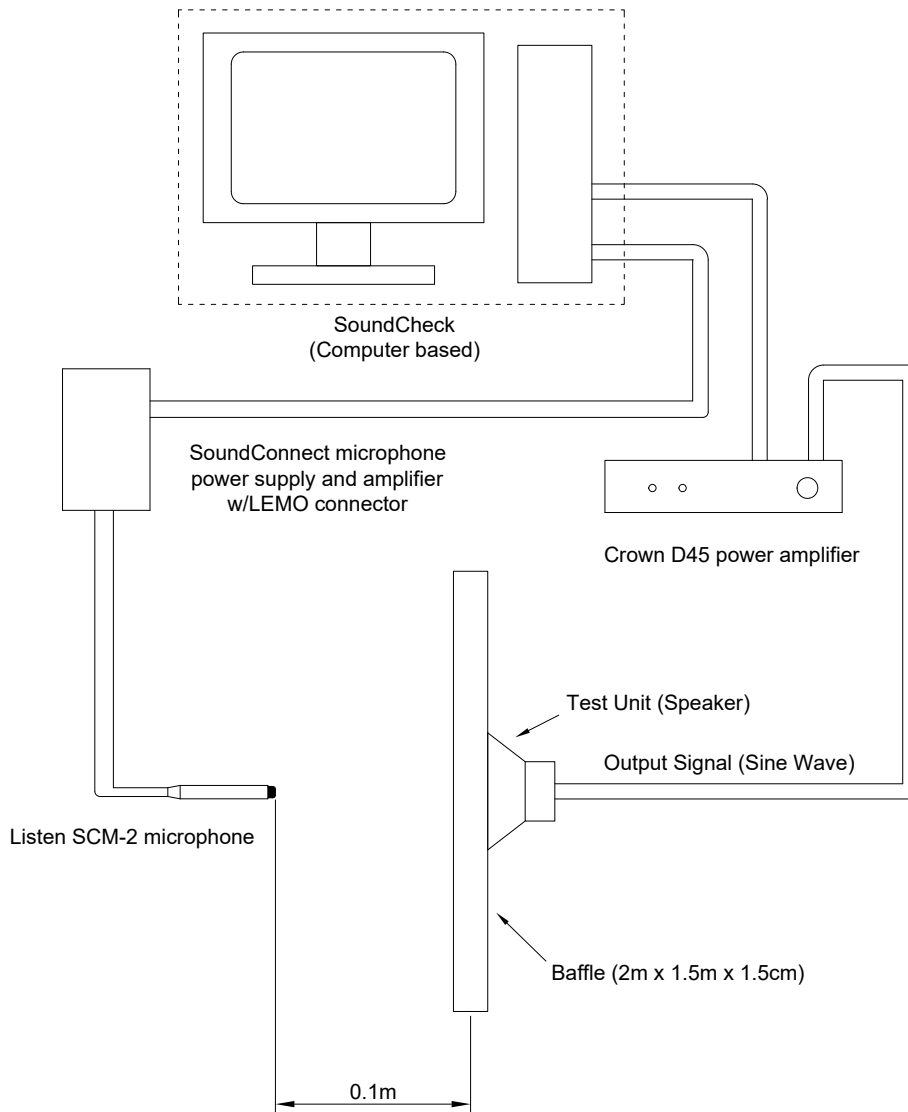 SoundCheck
(Computer based)
SoundConnect microphone
power supply and amplifier
w/LEMO connector
Crown D45 power amplifier
Test Unit (Speaker)
Output Signal (Sine Wave)
Listen SCM-2 microphone
Baffle (2m x 1.5m x 1.5cm)
0.1m